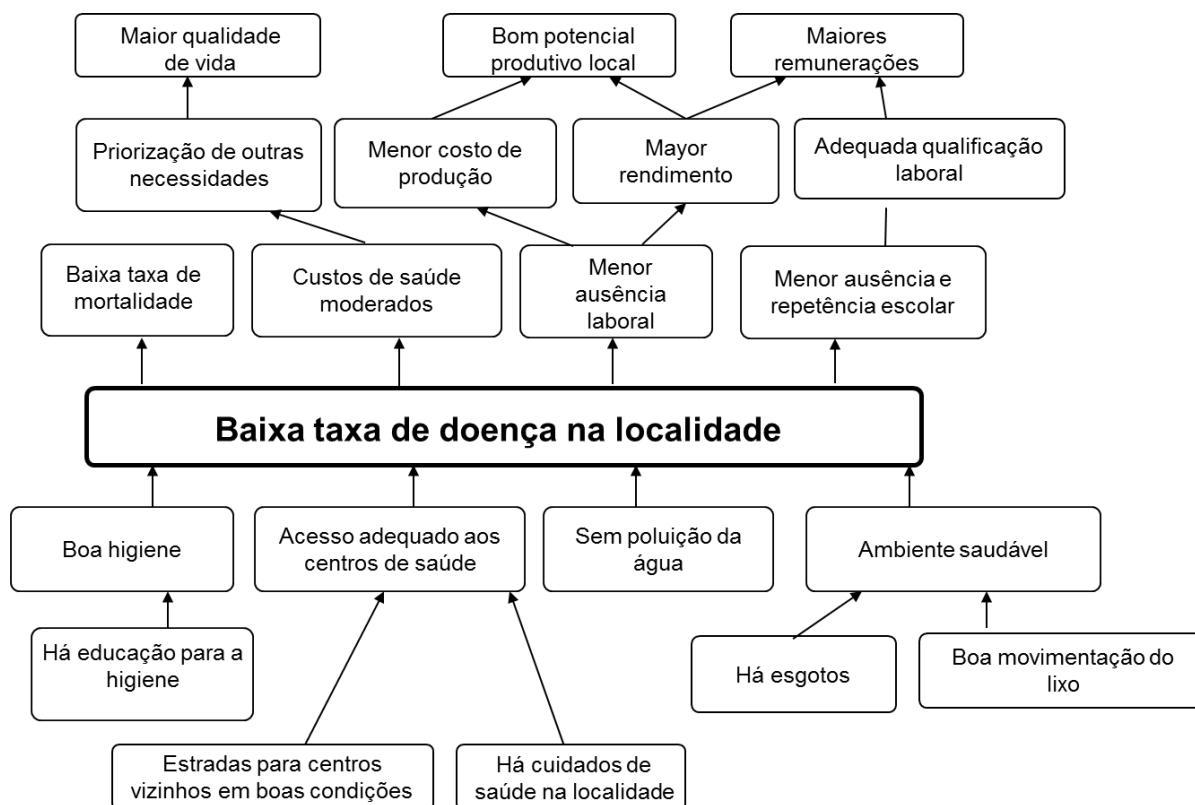 Maior qualidade
de vida
Bom potencial
produtivo local
Maiores
remunerações
Priorização de outras
necessidades
Menor costo de
produção
Mayor
rendimento
Adequada qualificação
laboral
Baixa taxa de
mortalidade
Custos de saúde
moderados
Menor
ausência
laboral
Menor ausência e
repetência escolar
Baixa taxa de doença na localidade
Boa higiene
Acesso adequado aos
centros de saúde
Sem poluição da
água
Ambiente saudável
Há educação para a
higiene
Há esgotos
Boa movimentação do
lixo
Estradas para centros
vizinhos em boas condições
Há cuidados de
saúde na localidade